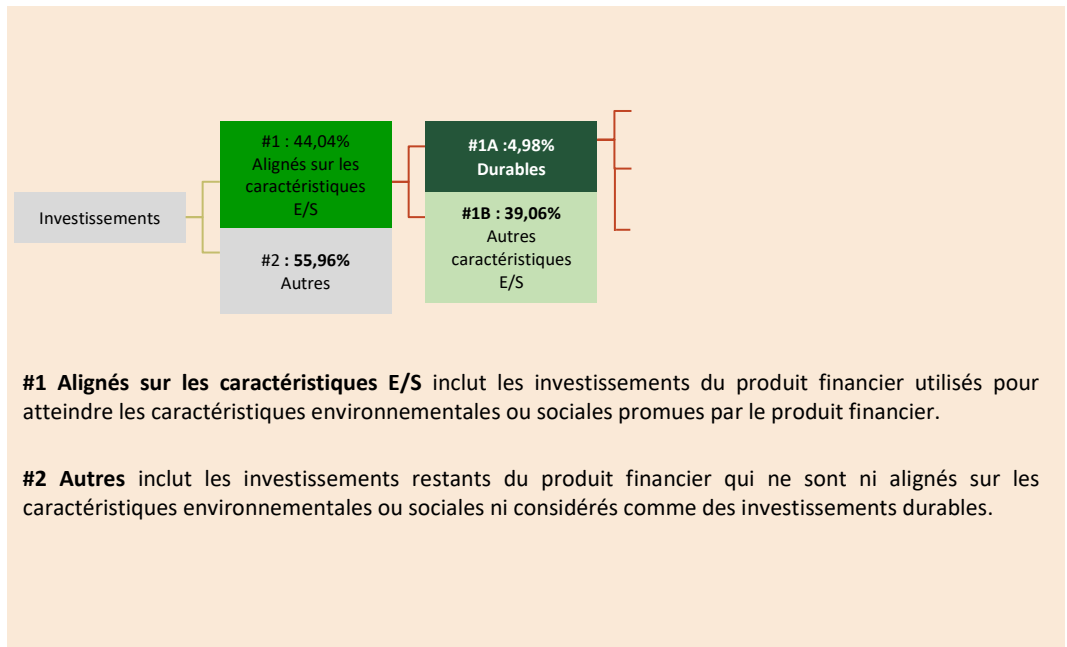 #1 : 44,04%
Alignés sur les
caractéristiques
E/S
#1A :4,98%
Durables
Investissements
#1B : 39,06%
Autres
caractéristiques
E/S
#2 : 55,96%
Autres
#1 Alignés sur les caractéristiques E/S inclut les investissements du produit financier utilisés pour
atteindre les caractéristiques environnementales ou sociales promues par le produit financier.
#2 Autres inclut les investissements restants du produit financier qui ne sont ni alignés sur les
caractéristiques environnementales ou sociales ni considérés comme des investissements durables.